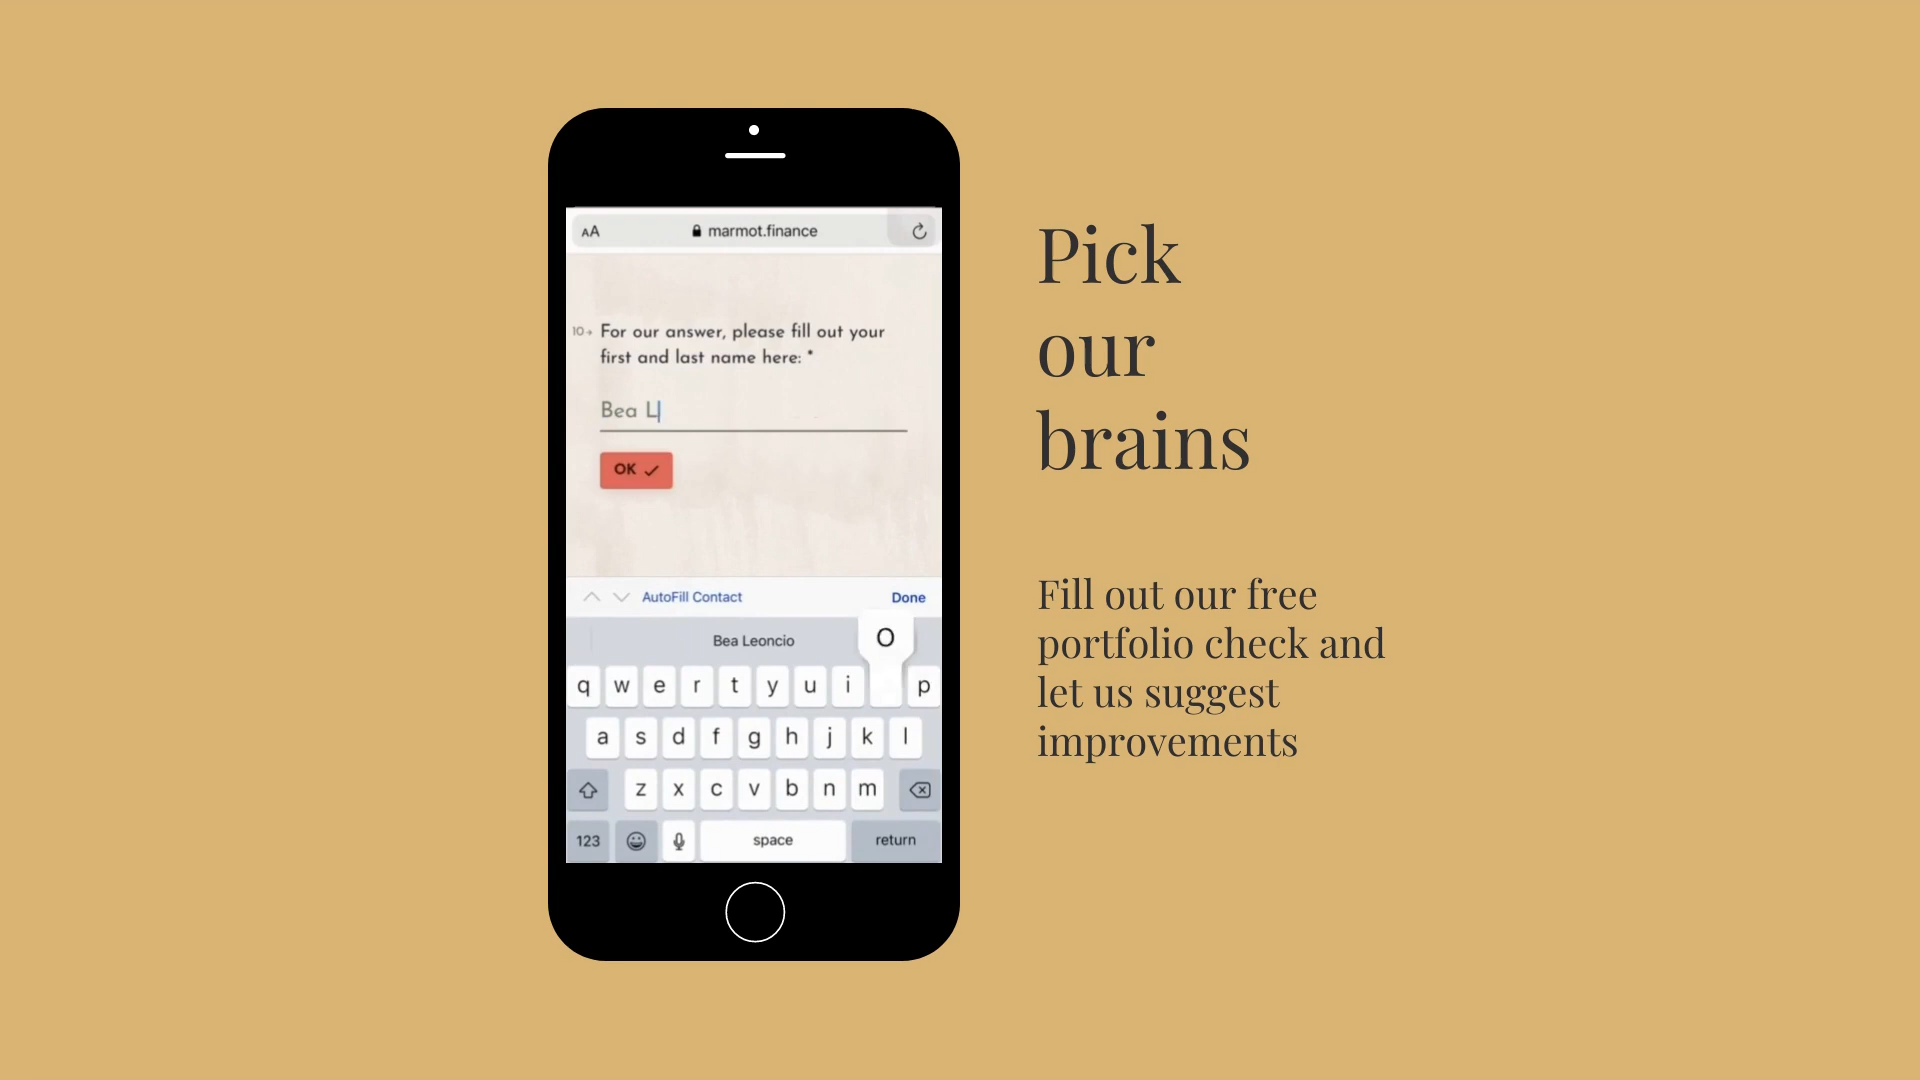 AA marmot.finance
10→ For our answer, please fill out your
first and last name here: *
Bea L
OK ✓
AutoFill Contact Done
Bea Leoncio
O
q w e r t y u i p
a s d f g h j k l
z x c v b n m
123 space return
Pick
our
brains
Fill out our free
portfolio check and
let us suggest
improvements